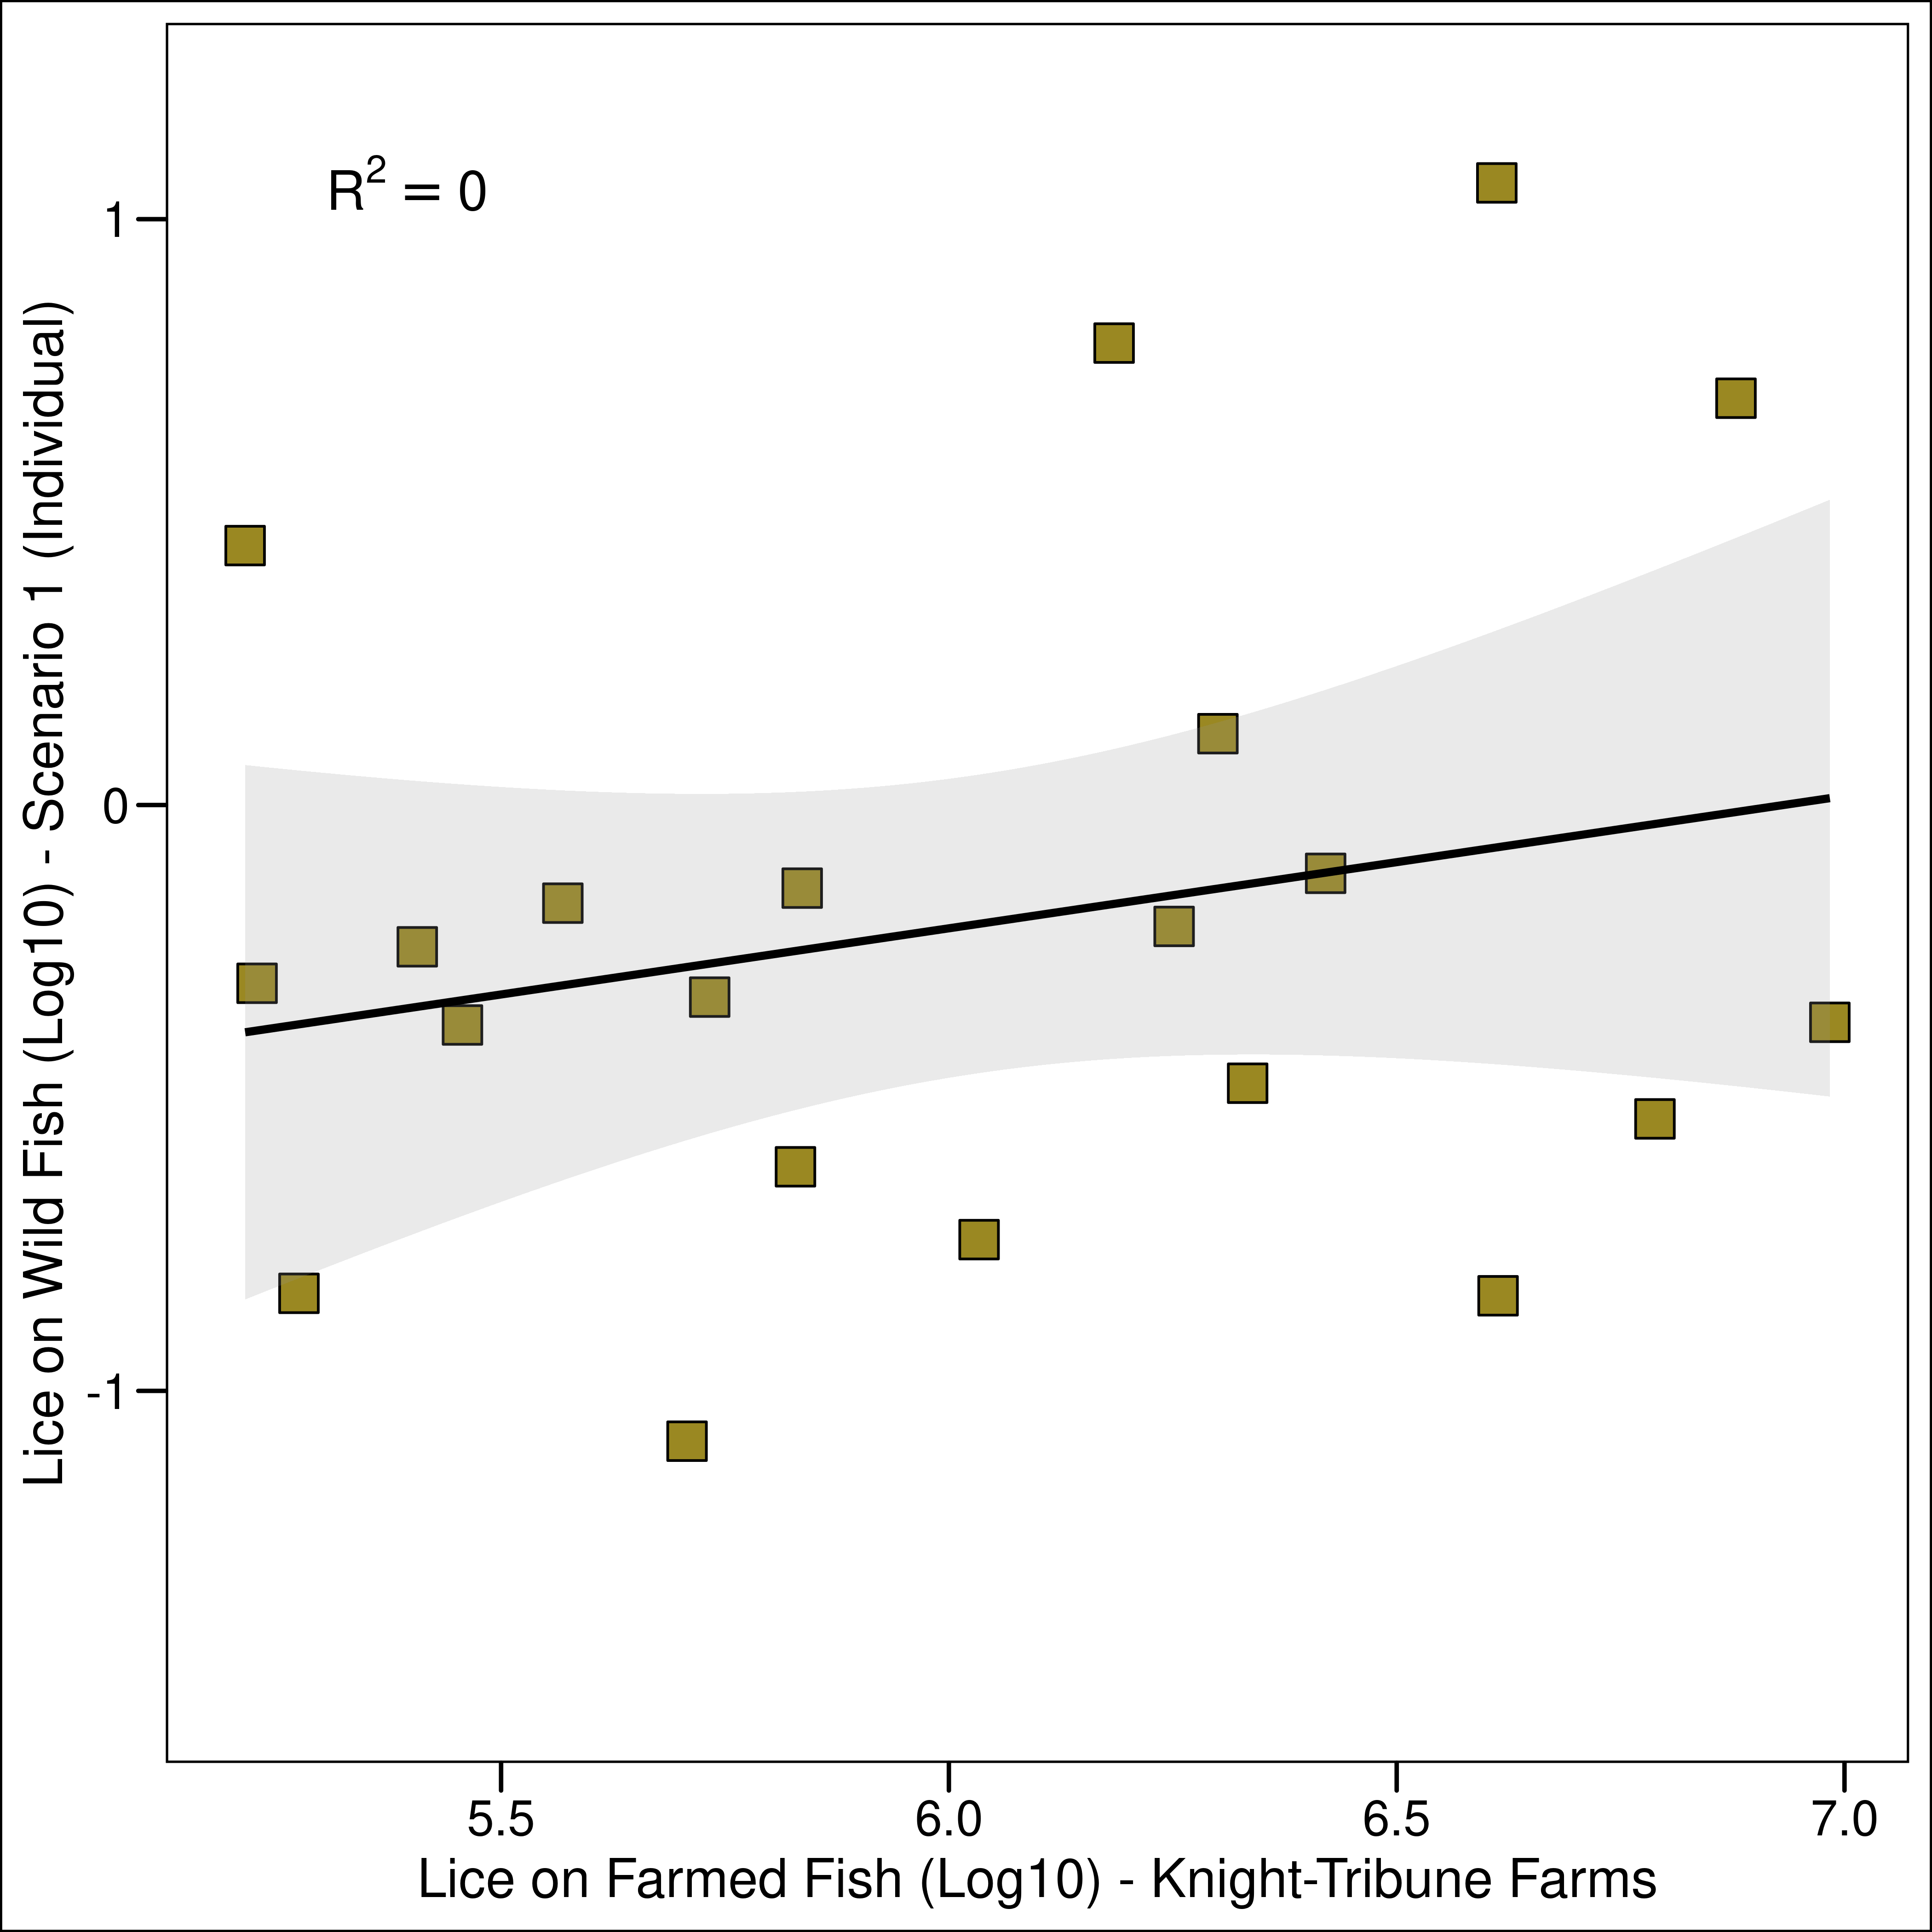 R² = 0
1
0
-1
Lice on Wild Fish (Log10) - Scenario 1 (Individual)
5.5 6.0 6.5 7.0
Lice on Farmed Fish (Log10) - Knight-Tribune Farms